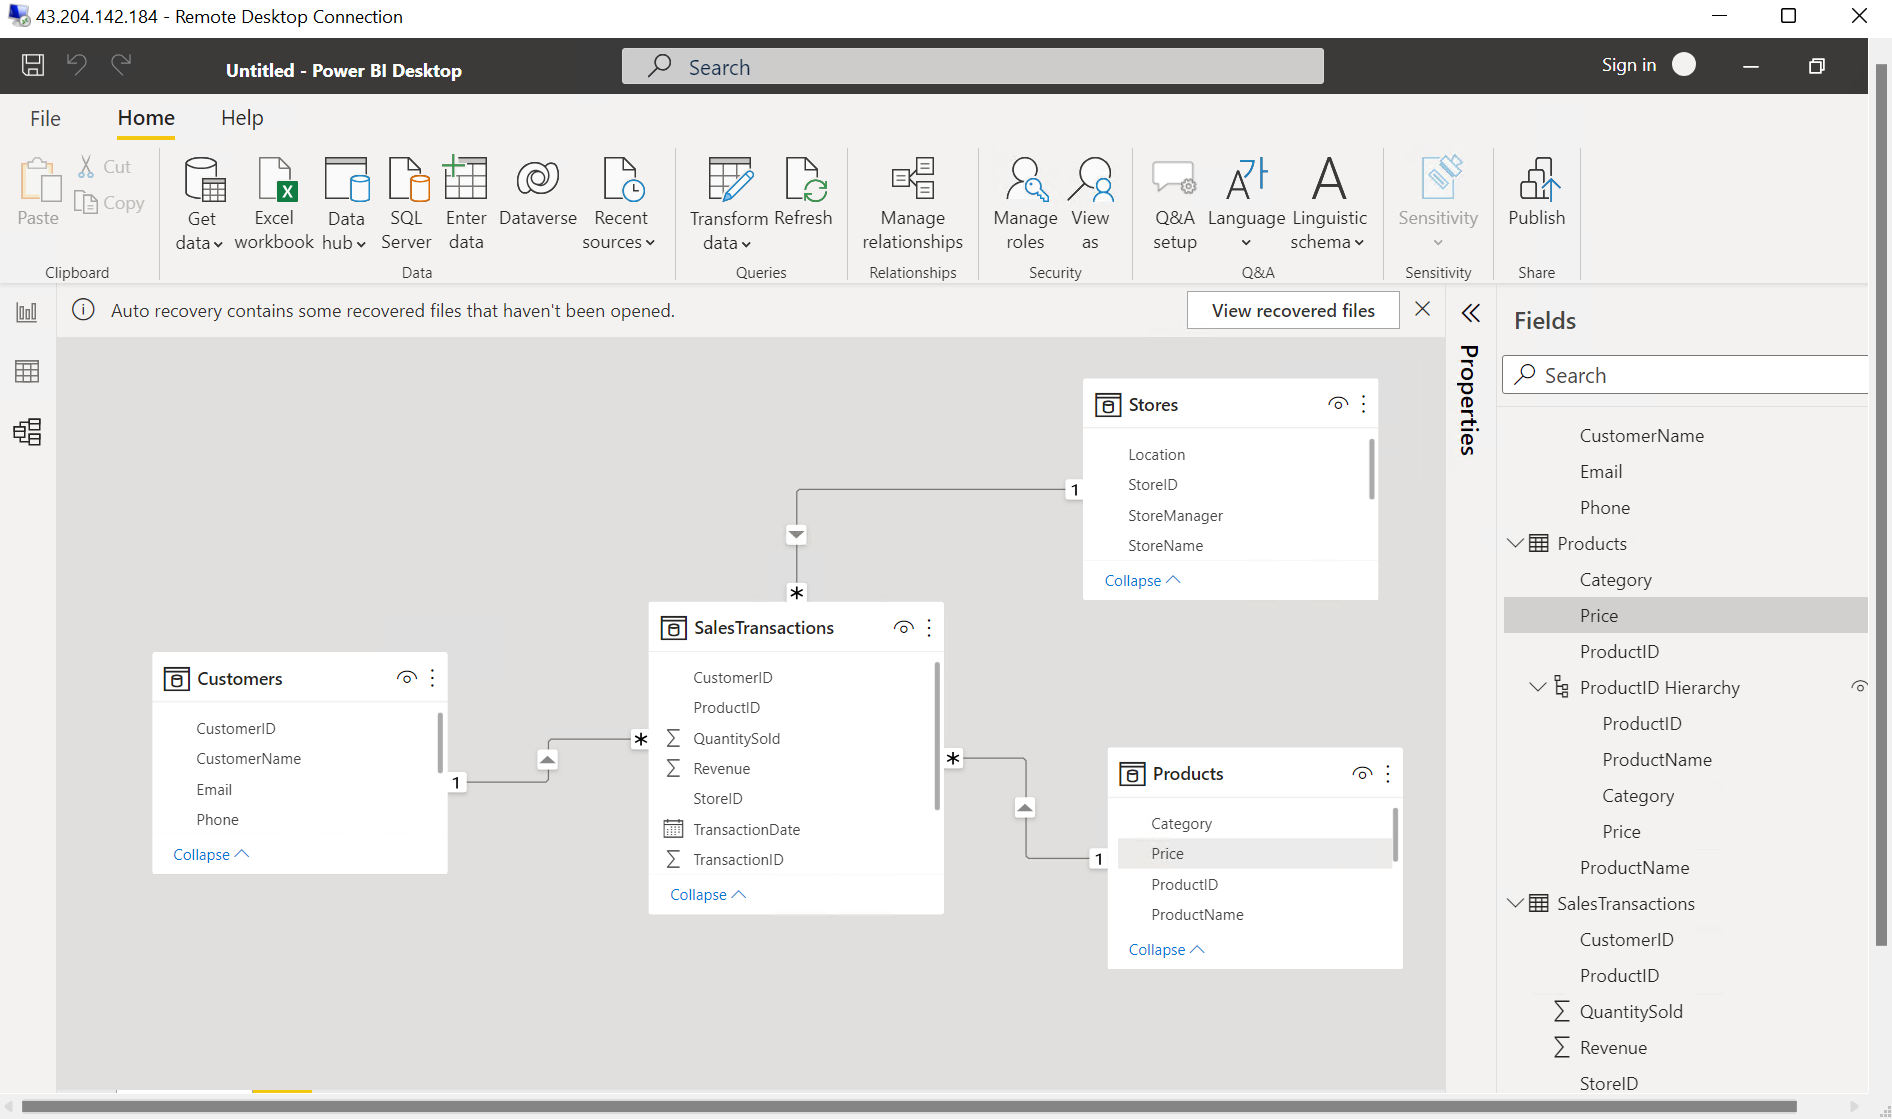 43.204.142.184 - Remote Desktop Connection
Untitled - Power BI Desktop
Search
Sign in
File Home Help
Paste
Cut
Copy
Clipboard
Get data
Excel workbook
Data hub
SQL Server
Enter data
Dataverse
Recent sources
Data
Transform data
Refresh
Queries
Manage relationships
Relationships
Manage roles
View as
Security
Q&A setup
Language
Linguistic schema
Q&A
Sensitivity
Sensitivity
Publish
Share
Auto recovery contains some recovered files that haven't been opened.
View recovered files
Stores
Location
StoreID
StoreManager
StoreName
Collapse
1
*
SalesTransactions
CustomerID
ProductID
QuantitySold
Revenue
StoreID
TransactionDate
TransactionID
Collapse
Customers
CustomerID
CustomerName
Email
Phone
Collapse
1
*
*
1
Products
Category
Price
ProductID
ProductName
Collapse
Properties
Fields
Search
CustomerName
Email
Phone
Products
Category
Price
ProductID
ProductID Hierarchy
ProductID
ProductName
Category
Price
ProductName
SalesTransactions
CustomerID
ProductID
QuantitySold
Revenue
StoreID